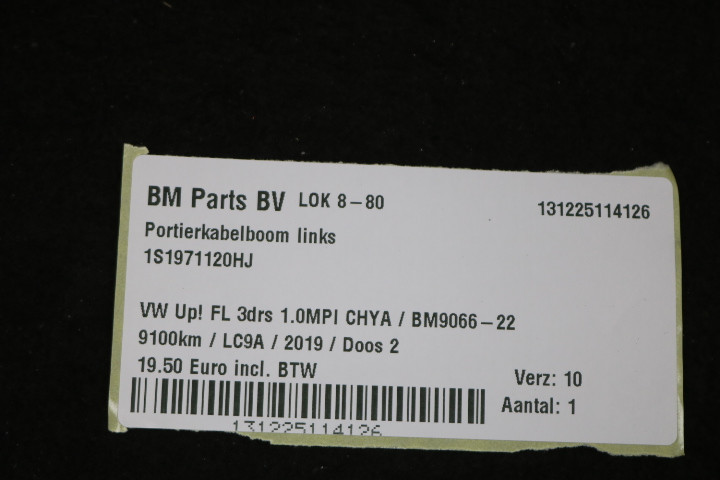 BM Parts BV LOK 8-80 131225114126
Portierkabelboom links
1S1971120HJ
VW Up! FL 3drs 1.0MPI CHYA / BM9066-22
9100km / LC9A / 2019 / Doos 2
19.50 Euro incl. BTW
Verz: 10
Aantal: 1
131225114126